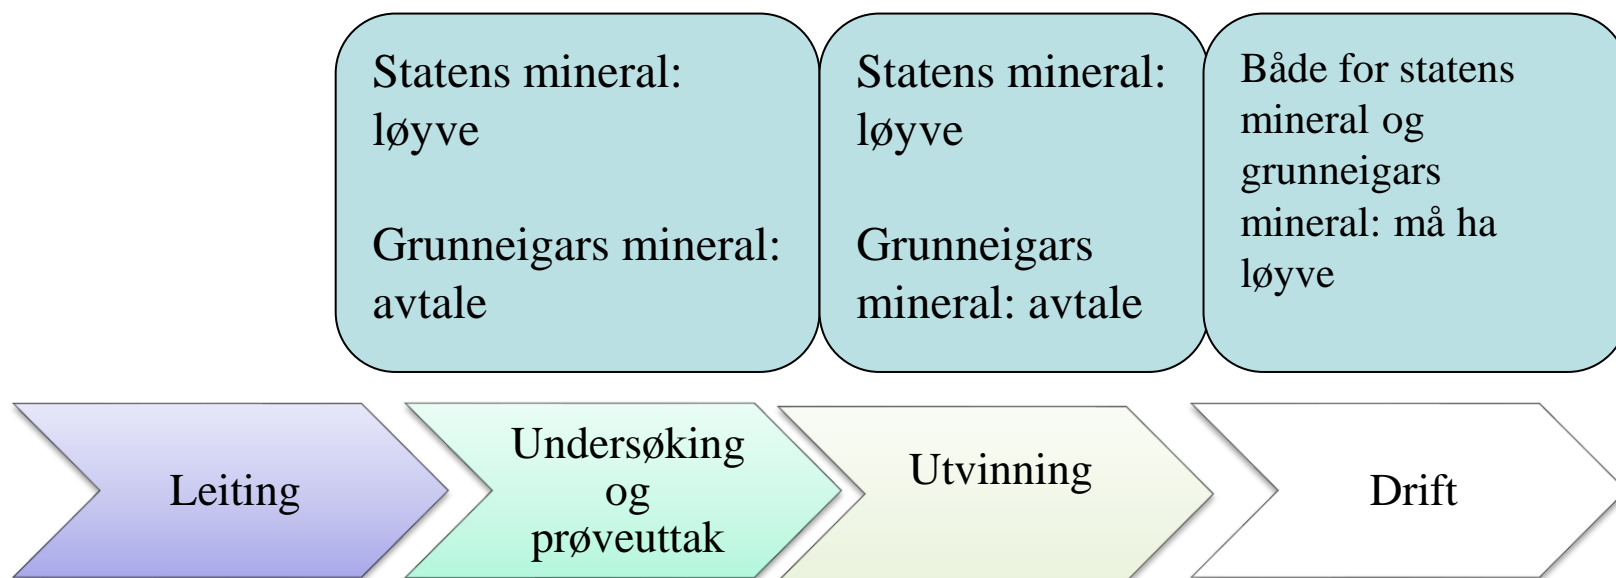 Statens mineral:
løyve
Grunneigars mineral:
avtale
Statens mineral:
løyve
Grunneigars
mineral: avtale
Både for statens
mineral og
grunneigars
mineral: må ha
løyve
Leiting
Undersøking
og
prøveuttak
Utvinning
Drift